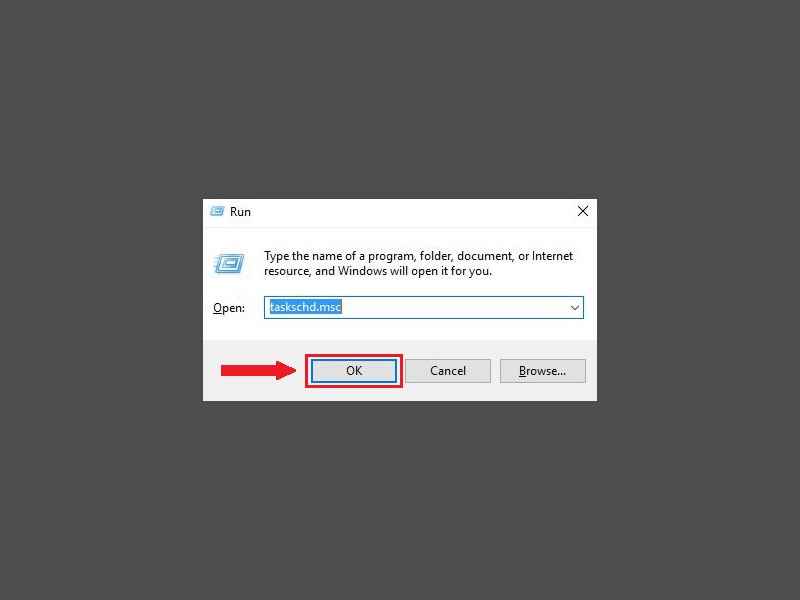 Run
Type the name of a program, folder, document, or Internet
resource, and Windows will open it for you.
Open: taskschd.msc
OK Cancel Browse...